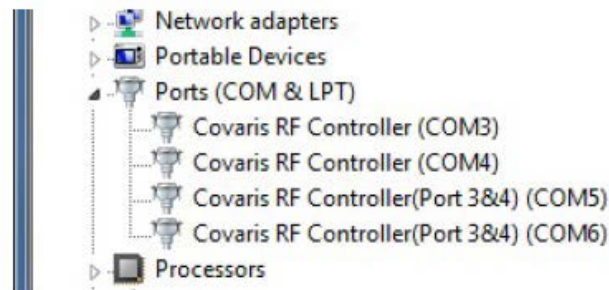 Network adapters
Portable Devices
Ports (COM & LPT)
Covaris RF Controller (COM3)
Covaris RF Controller (COM4)
Covaris RF Controller(Port 3&4) (COM5)
Covaris RF Controller(Port 3&4) (COM6)
Processors